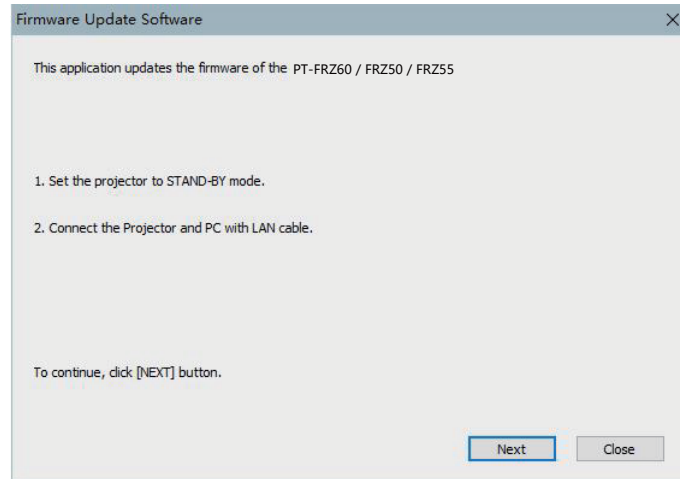 Firmware Update Software
This application updates the firmware of the PT-FRZ60 / FRZ50 / FRZ55
1. Set the projector to STAND-BY mode.
2. Connect the Projector and PC with LAN cable.
To continue, click [NEXT] button.
Next Close